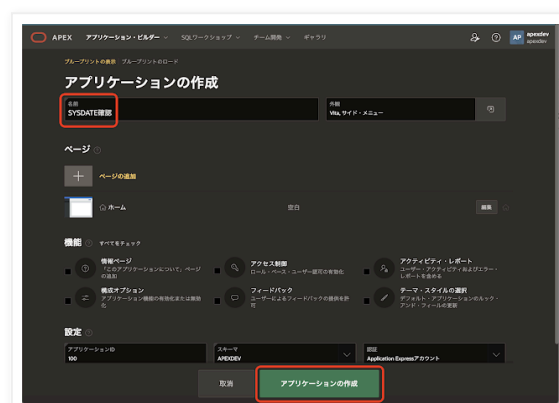 APEX アプリケーション・ビルダー SQLワークショップ チーム開発 ギャラリ AP apexdev
apexdev
ブループリントの表示 ブループリントのロード
アプリケーションの作成
名前
SYSDATE確認
外観
Vita, サイド・メニュー
ページ
ページの追加
ホーム 空白 編集
機能 すべてをチェック
情報ページ
「このアプリケーションについて」ページの追加
アクセス制御
ロール・ベース・ユーザー認可の有効化
アクティビティ・レポート
ユーザー・アクティビティおよびエラー・レポートを含める
構成オプション
アプリケーション機能の有効化または無効化
フィードバック
ユーザーによるフィードバックの提供を許可
テーマ・スタイルの選択
デフォルト・アプリケーションのルック・アンド・フィールの更新
設定
アプリケーションID
100
スキーマ
APEXDEV
認証
Application Expressアカウント
取消 アプリケーションの作成